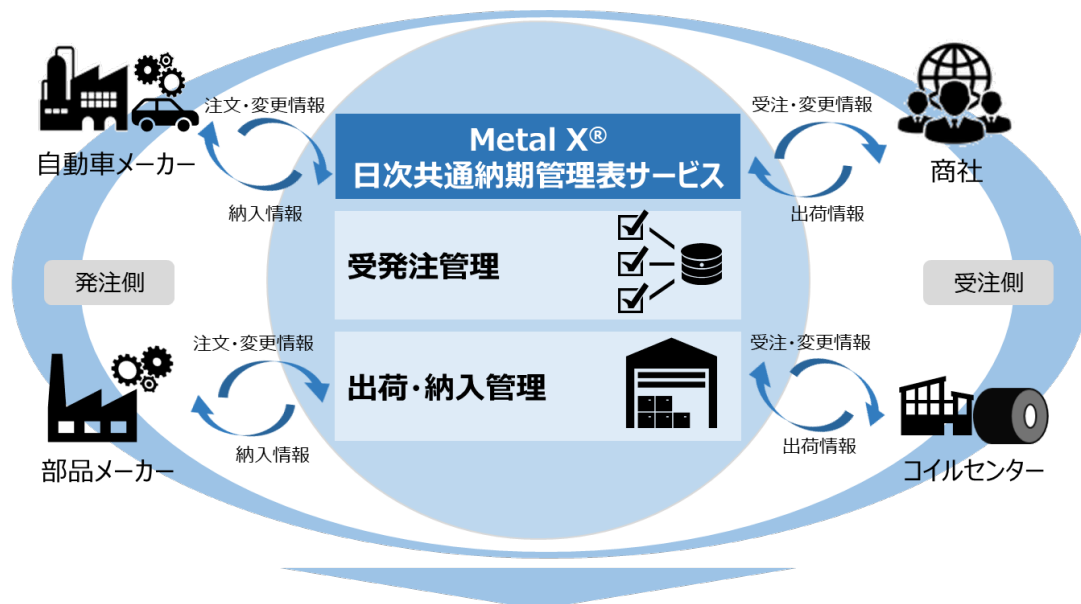 Metal X®
日次共通納期管理表サービス
自動車メーカー
注文・変更情報
納入情報
受注・変更情報
出荷情報
商社
発注側
受発注管理
受注側
部品メーカー
注文・変更情報
納入情報
出荷・納入管理
受注・変更情報
出荷情報
コイルセンター